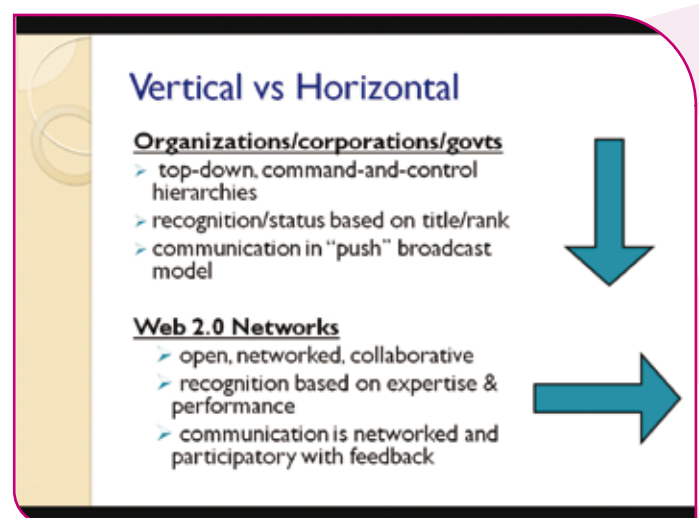 Vertical vs Horizontal
Organizations/corporations/govts
➢ top-down, command-and-control
hierarchies
➢ recognition/status based on title/rank
➢ communication in “push” broadcast
model
Web 2.0 Networks
➢ open, networked, collaborative
➢ recognition based on expertise &
performance
➢ communication is networked and
participatory with feedback